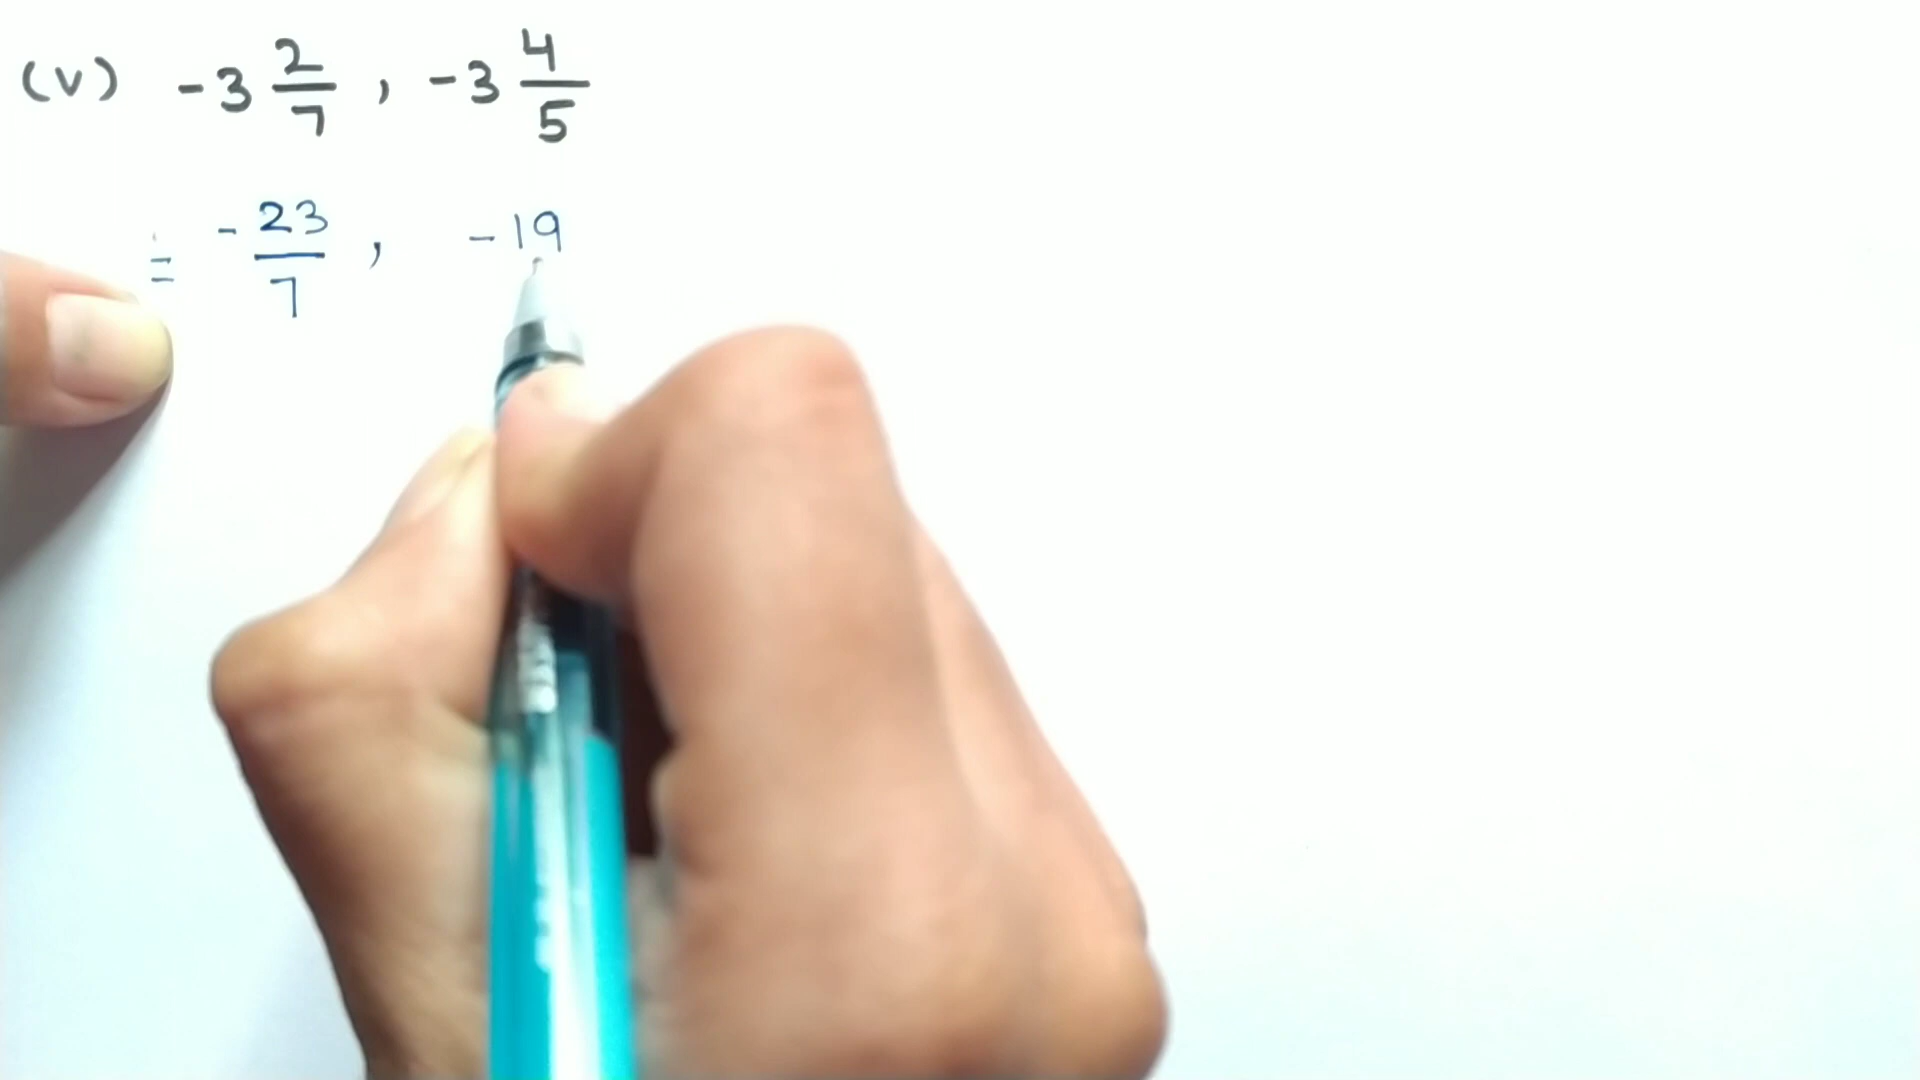 (v) -3 2/7 , -3 4/5
= -23/7 , -19